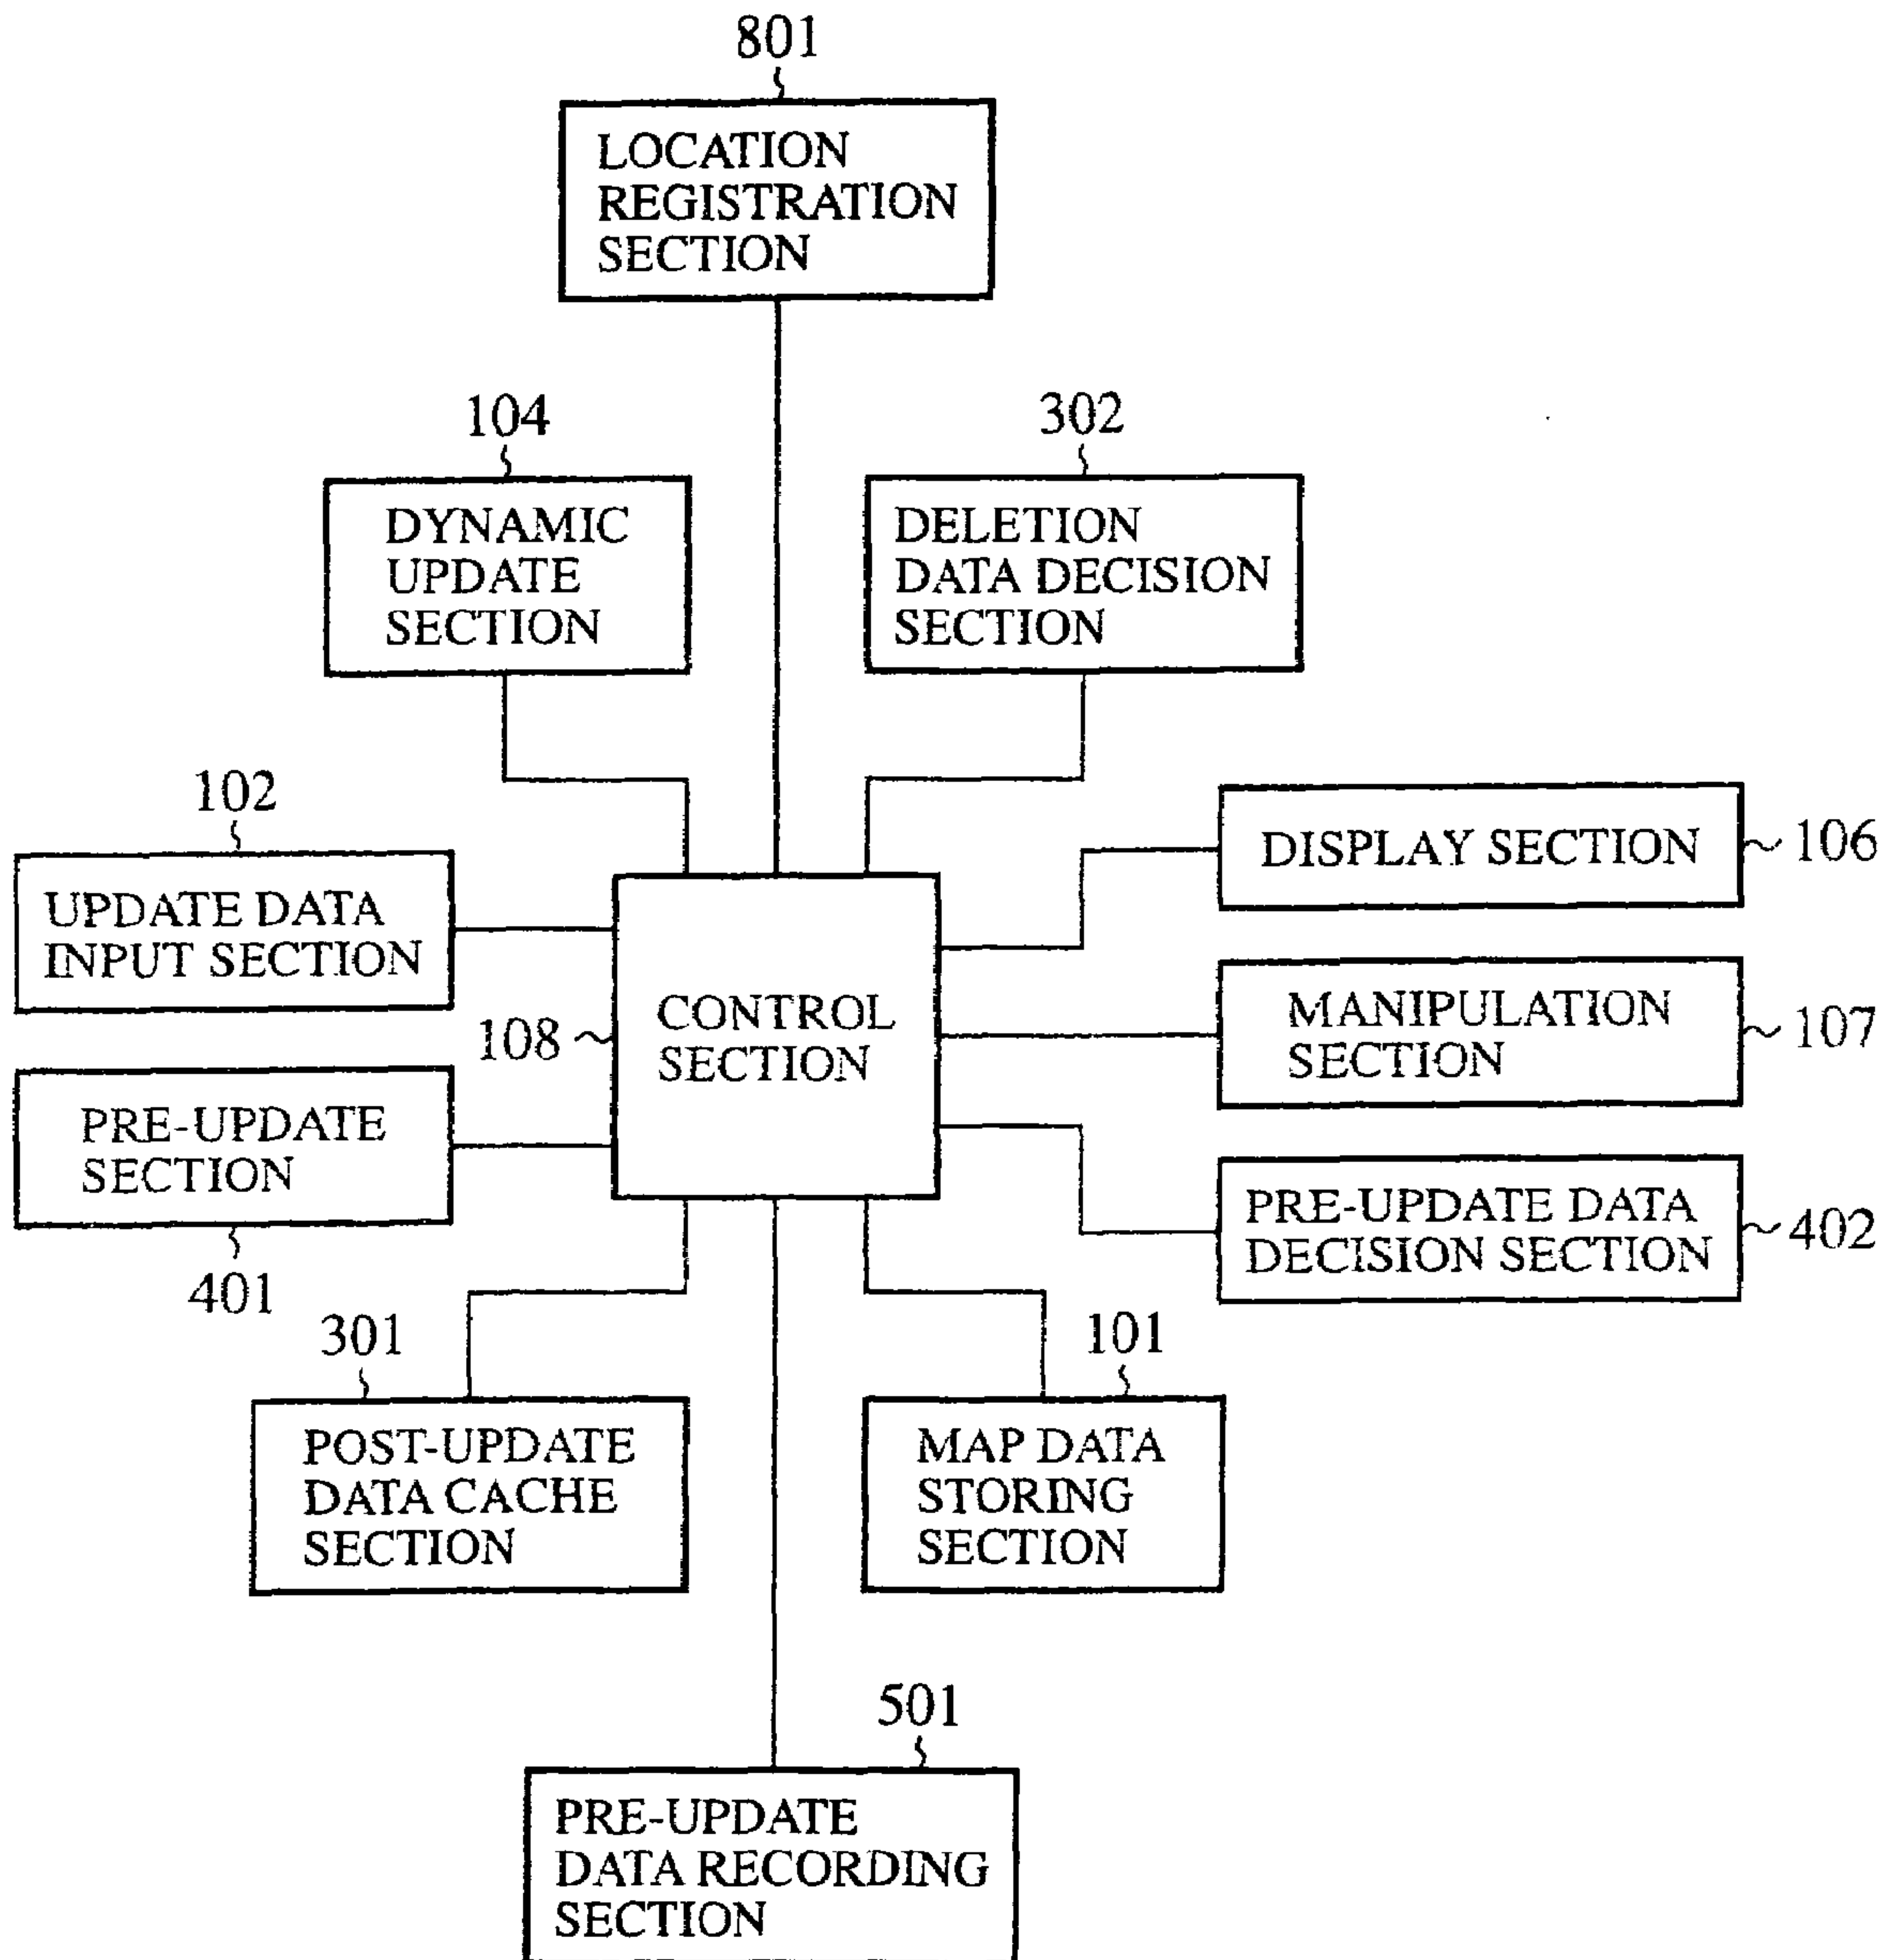 801
LOCATION
REGISTRATION
SECTION
104
DYNAMIC
UPDATE
SECTION
302
DELETION
DATA DECISION
SECTION
102
UPDATE DATA
INPUT SECTION
DISPLAY SECTION
106
108
CONTROL
SECTION
MANIPULATION
SECTION
107
PRE-UPDATE
SECTION
401
PRE-UPDATE DATA
DECISION SECTION
402
301
POST-UPDATE
DATA CACHE
SECTION
101
MAP DATA
STORING
SECTION
501
PRE-UPDATE
DATA RECORDING
SECTION